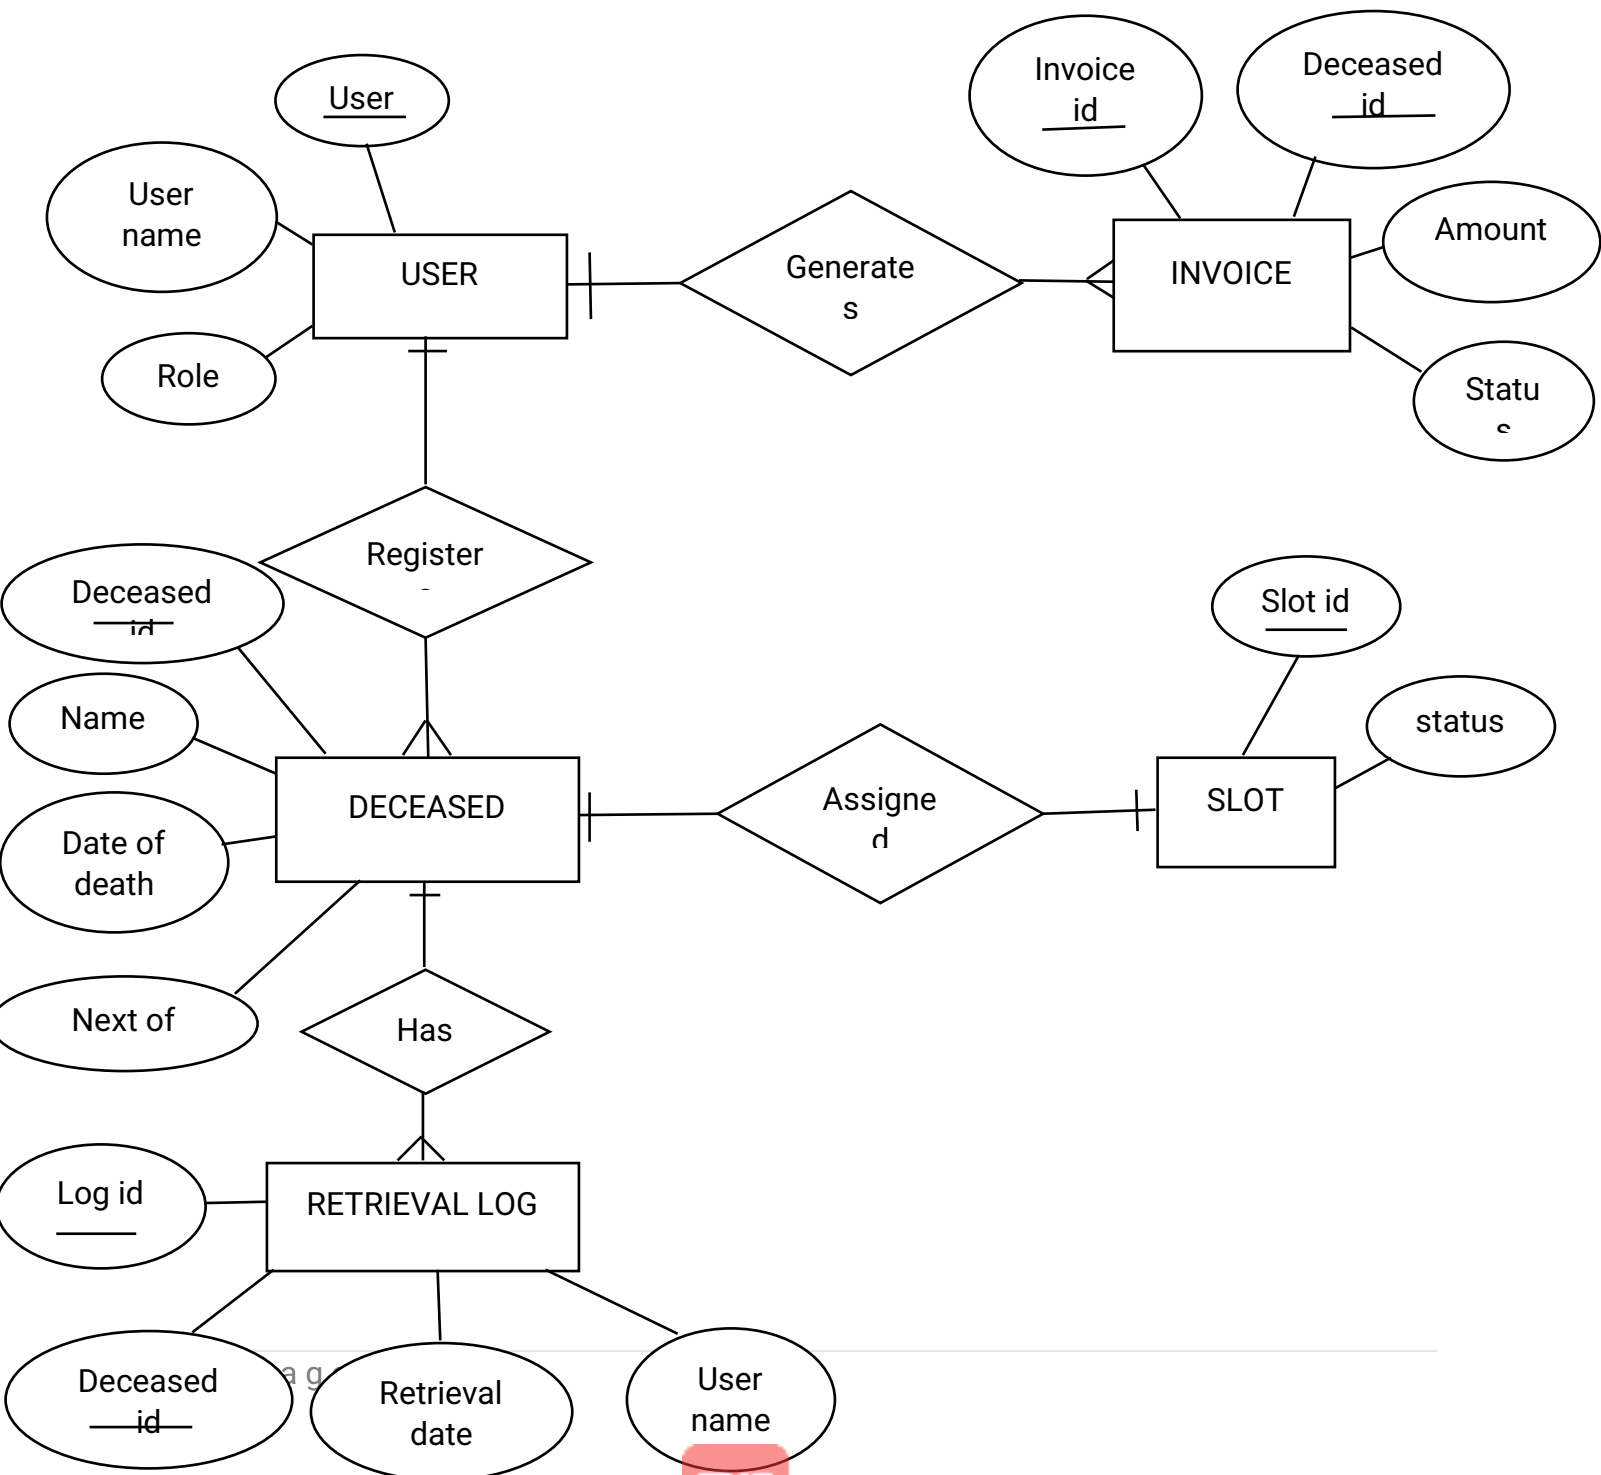 User
Invoice
id
Deceased
id
User
name
Amount
USER
Generate
s
INVOICE
Role
Statu
s
Register
Deceased
id
Slot id
Name
status
DECEASED
Assigne
d
SLOT
Date of
death
Next of
Has
Log id
RETRIEVAL LOG
Deceased
id
a g
Retrieval
date
User
name